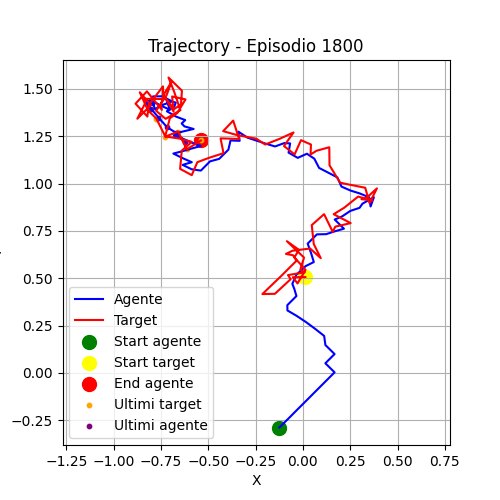 Trajectory - Episodio 1800
1.50
1.25
1.00
0.75
0.50
0.25
0.00
−0.25
Agente
Target
Start agente
Start target
End agente
Ultimi target
Ultimi agente
−1.25 −1.00 −0.75 −0.50 −0.25 0.00 0.25 0.50 0.75
X